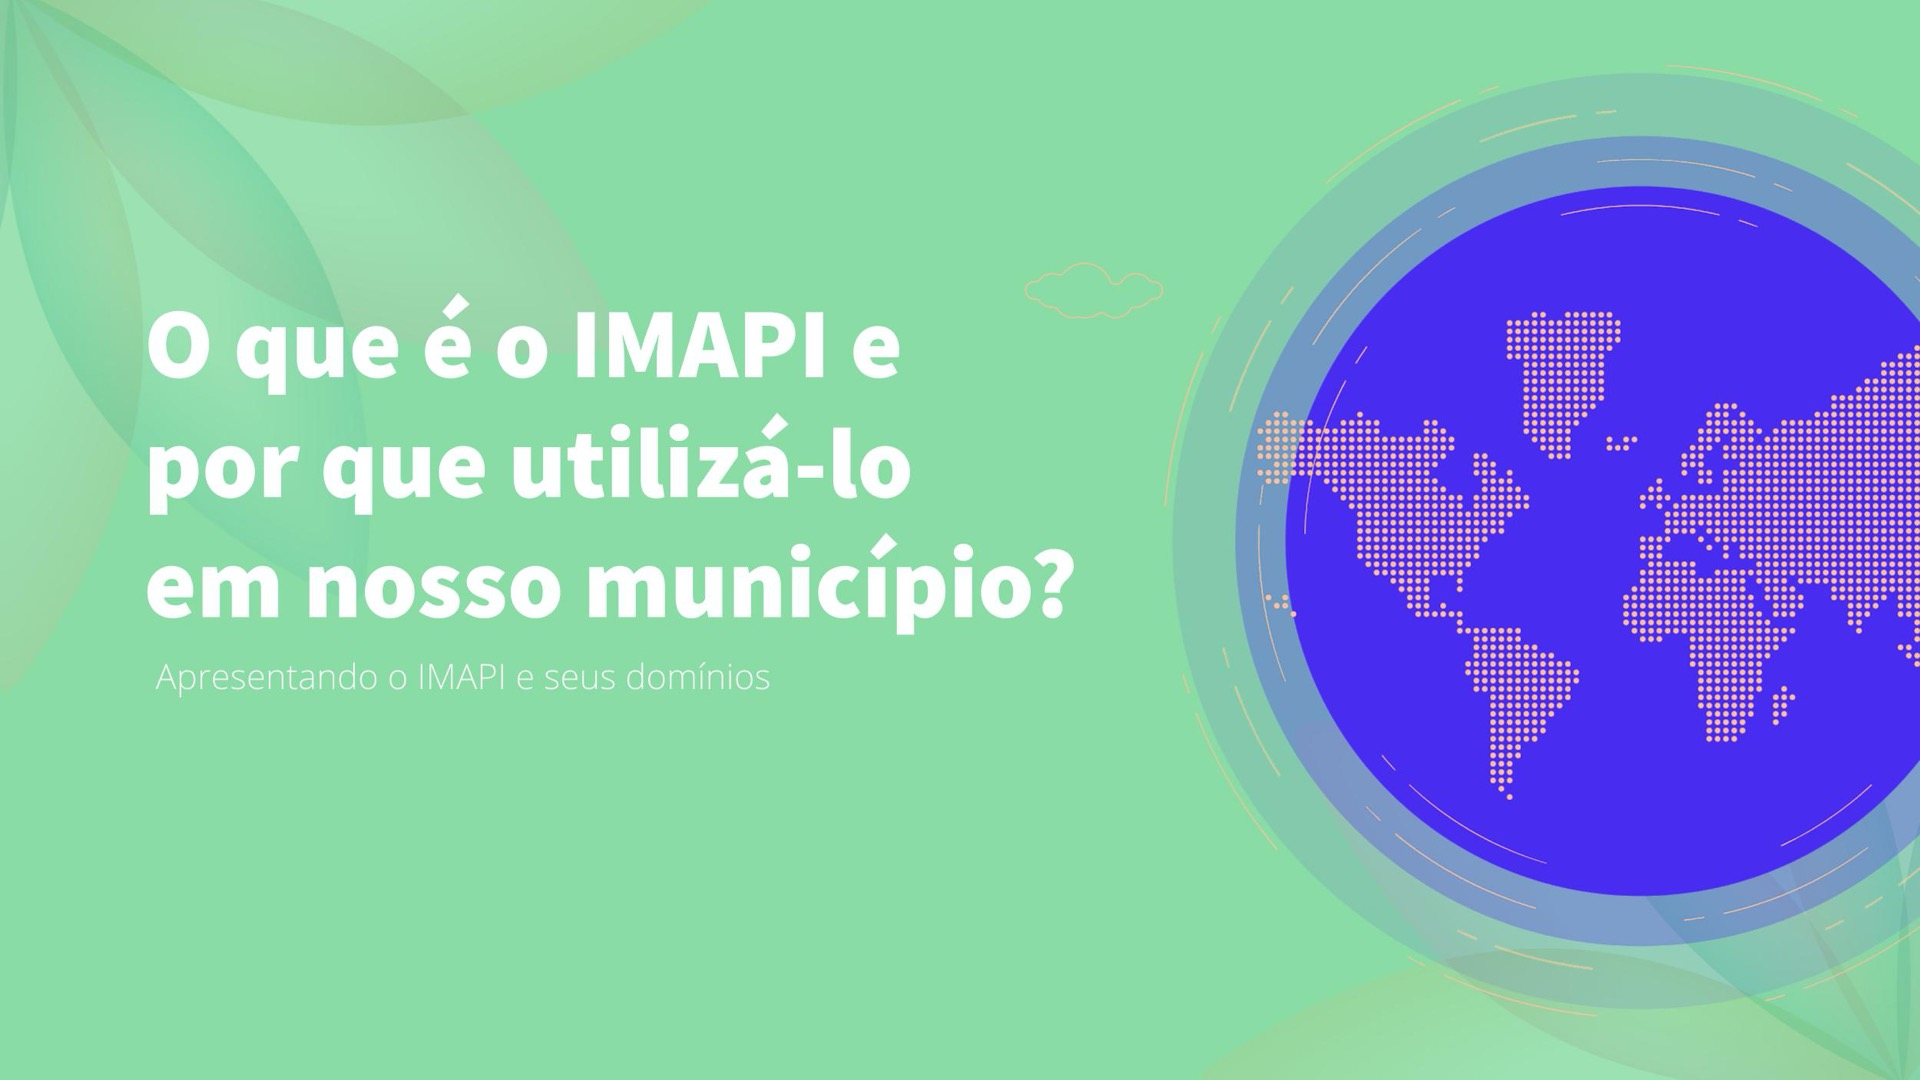 O que é o IMAPI e
por que utilizá-lo
em nosso município?
Apresentando o IMAPI e seus domínios